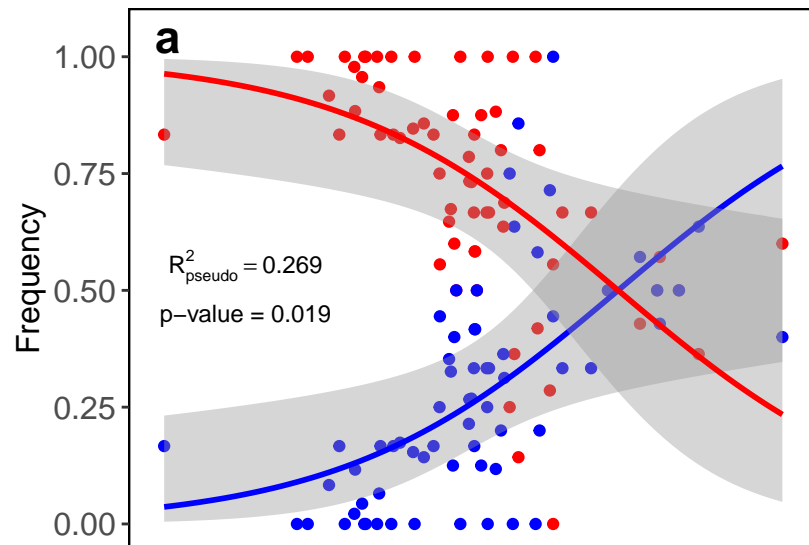 a
1.00
0.75
0.50
0.25
0.00
Frequency
R²pseudo = 0.269
p−value = 0.019